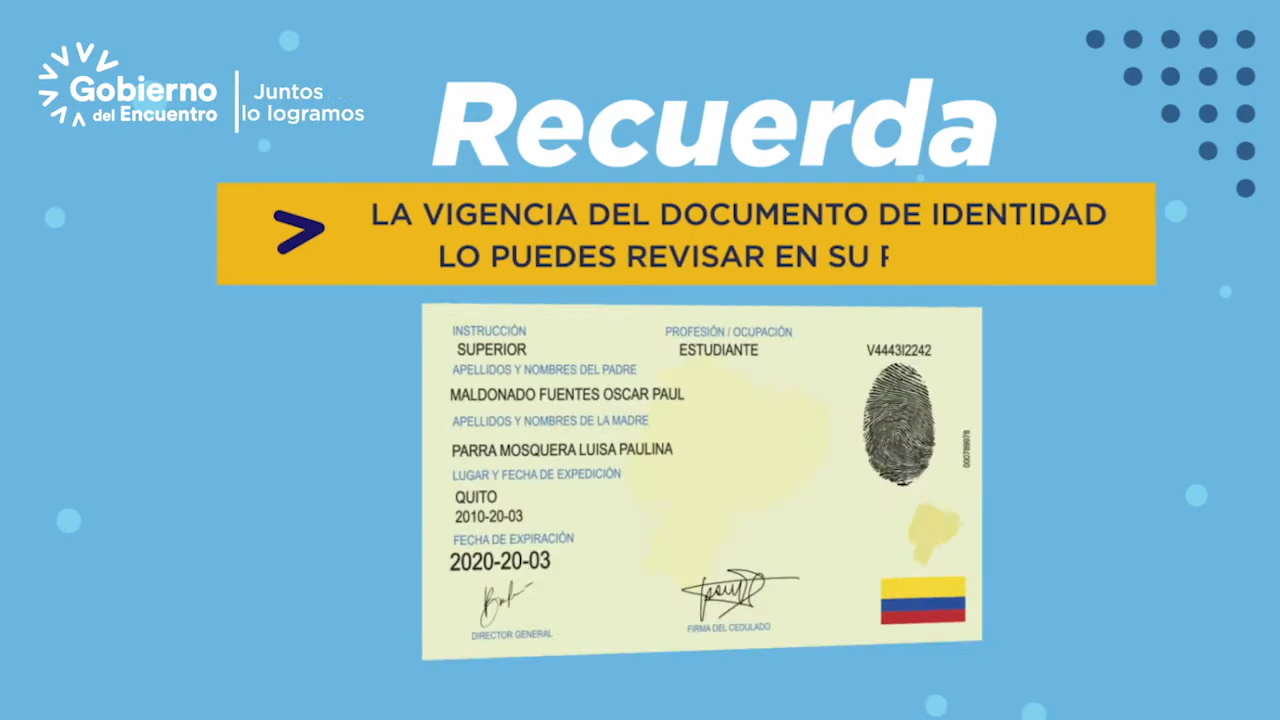 Gobierno
del Encuentro
Juntos
lo logramos
Recuerda
LA VIGENCIA DEL DOCUMENTO DE IDENTIDAD
LO PUEDES REVISAR EN SU
INSTRUCCIÓN
SUPERIOR
PROFESIÓN / OCUPACIÓN
ESTUDIANTE
V4443I2242
APELLIDOS Y NOMBRES DEL PADRE
MALDONADO FUENTES OSCAR PAUL
APELLIDOS Y NOMBRES DE LA MADRE
PARRA MOSQUERA LUISA PAULINA
LUGAR Y FECHA DE EXPEDICIÓN
QUITO
2010-20-03
FECHA DE EXPIRACIÓN
2020-20-03
DIRECTOR GENERAL
FIRMA DEL CEDULADO